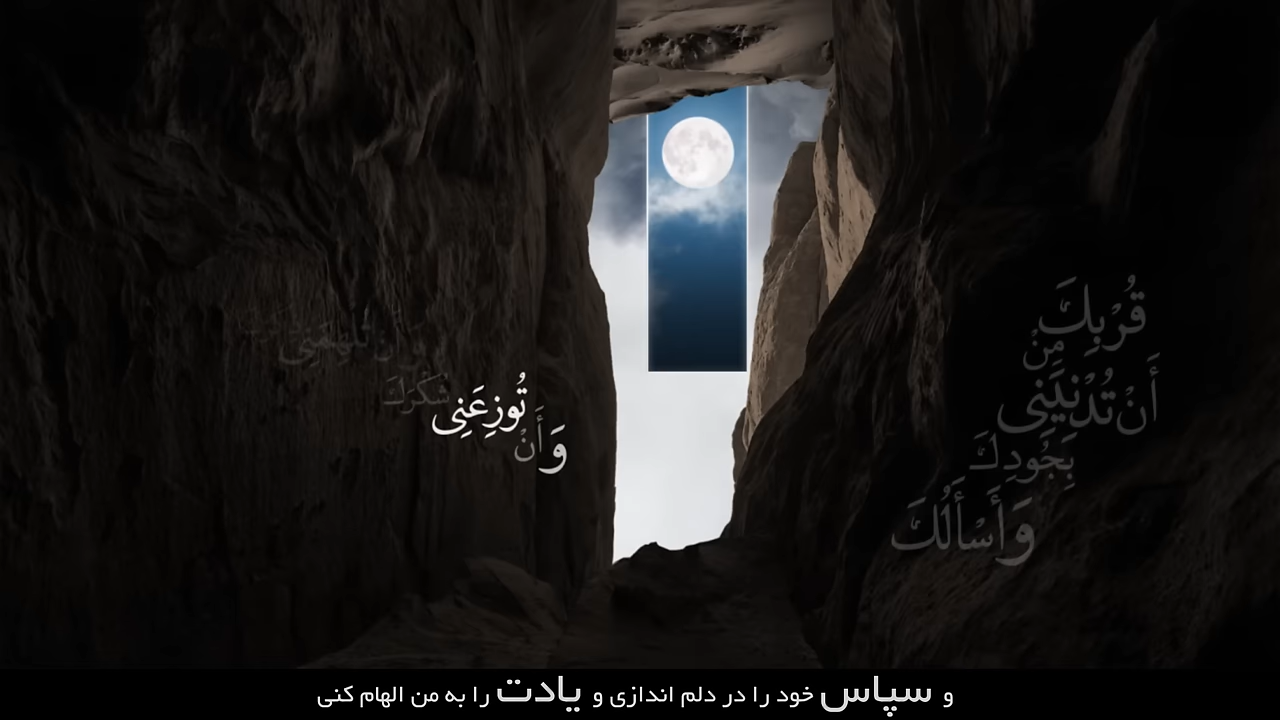 قُرْبِكَ
مِنْ
أَنْ تُدْنِيَنِي
بِجُودِكَ
وَأَسْأَلُكَ
وَأَنْ تُلْهِمَنِي
شُكْرَكَ
تُوزِعَنِي
وَأَنْ
و سپاس خود را در دلم اندازی و یادت را به من الهام کنی